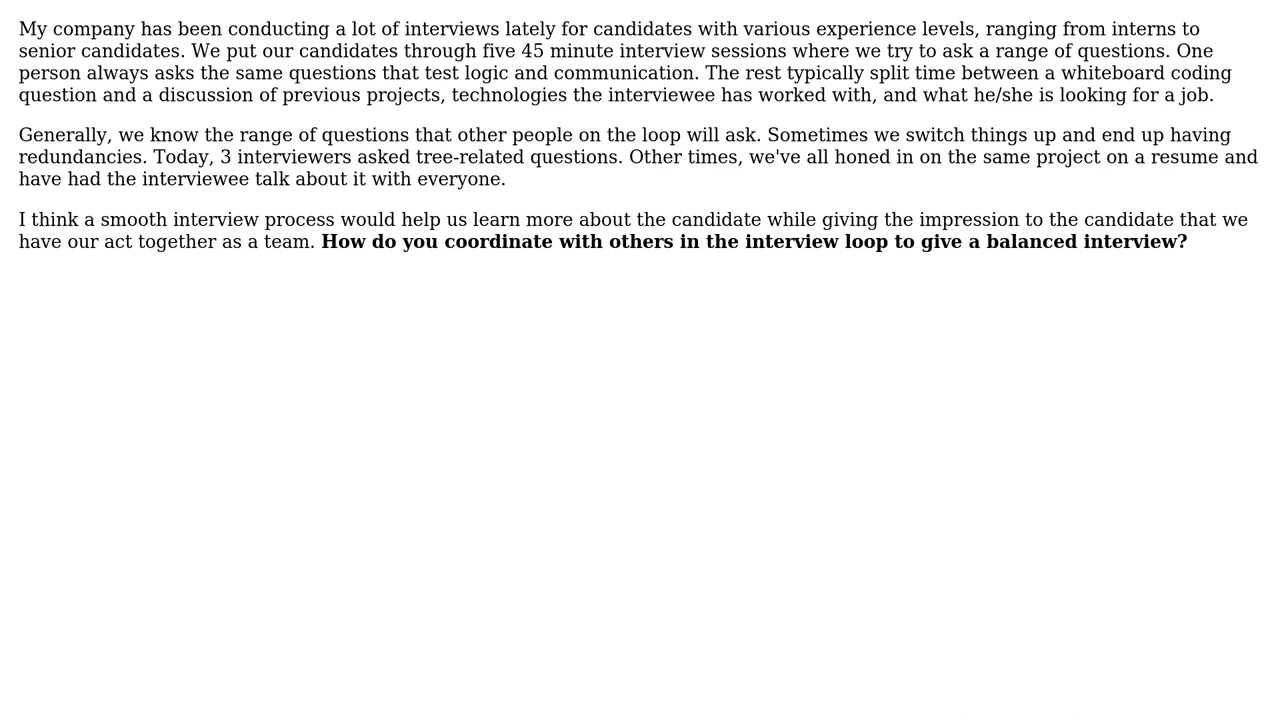 My company has been conducting a lot of interviews lately for candidates with various experience levels, ranging from interns to
senior candidates. We put our candidates through five 45 minute interview sessions where we try to ask a range of questions. One
person always asks the same questions that test logic and communication. The rest typically split time between a whiteboard coding
question and a discussion of previous projects, technologies the interviewee has worked with, and what he/she is looking for a job.
Generally, we know the range of questions that other people on the loop will ask. Sometimes we switch things up and end up having
redundancies. Today, 3 interviewers asked tree-related questions. Other times, we've all honed in on the same project on a resume and
have had the interviewee talk about it with everyone.
I think a smooth interview process would help us learn more about the candidate while giving the impression to the candidate that we
have our act together as a team. How do you coordinate with others in the interview loop to give a balanced interview?